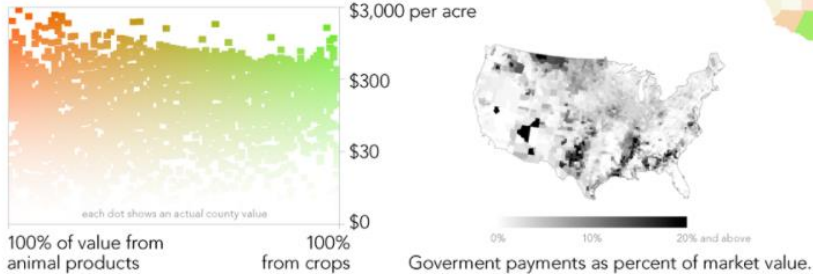 $3,000 per acre
$300
$30
$0
each dot shows an actual county value
100% of value from
animal products
100%
from crops
0%
10%
20% and above
Goverment payments as percent of market value.